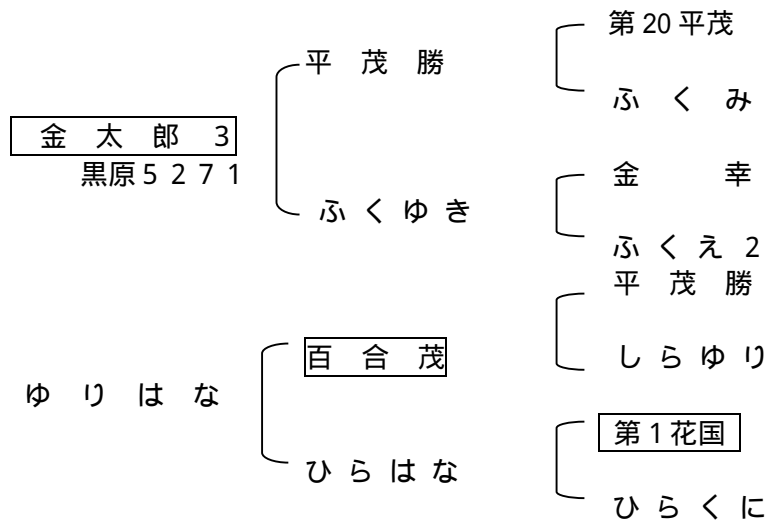 第20平茂
平 茂 勝
ふ く み
金 太 郎 3
黒原5271
金 幸
ふ く ゆ き
ふ く え 2
平 茂 勝
百 合 茂
し ら ゆ り
ゆ り は な
第1花国
ひ ら は な
ひ ら く に